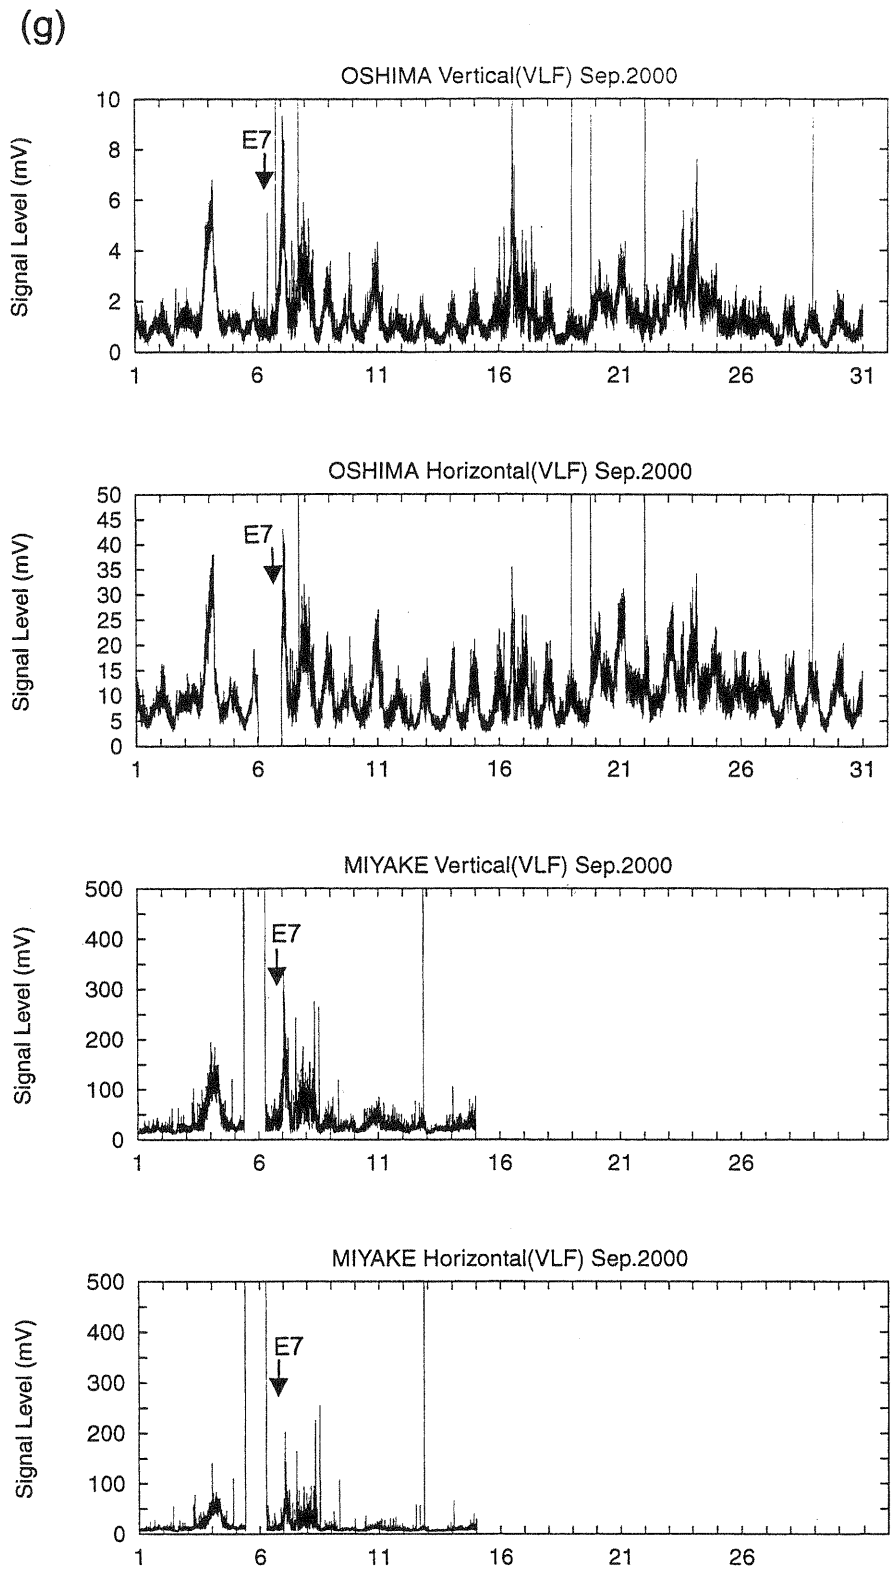 (g)
OSHIMA Vertical(VLF) Sep.2000
Signal Level (mV)
10
8
6
4
2
0
E7
1 6 11 16 21 26 31
OSHIMA Horizontal(VLF) Sep.2000
Signal Level (mV)
50
45
40
35
30
25
20
15
10
5
0
E7
1 6 11 16 21 26 31
MIYAKE Vertical(VLF) Sep.2000
Signal Level (mV)
500
400
300
200
100
0
E7
1 6 11 16 21 26
MIYAKE Horizontal(VLF) Sep.2000
Signal Level (mV)
500
400
300
200
100
0
E7
1 6 11 16 21 26